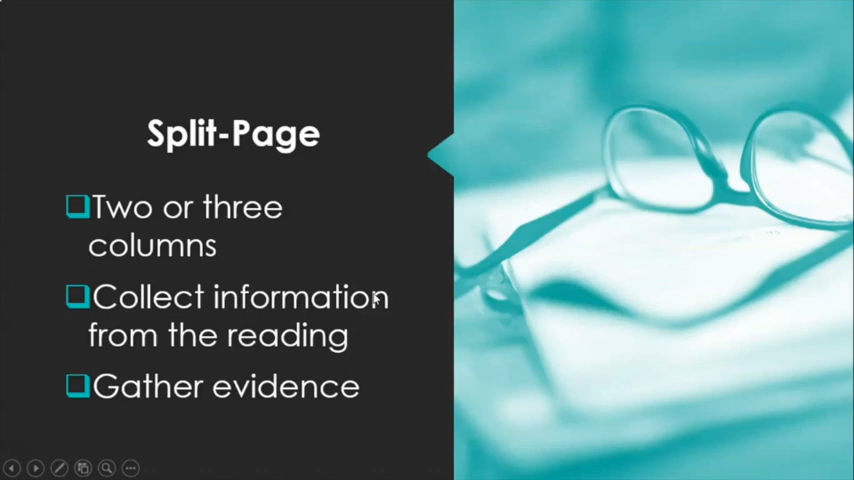 Split-Page
Two or three
columns
Collect information
from the reading
Gather evidence